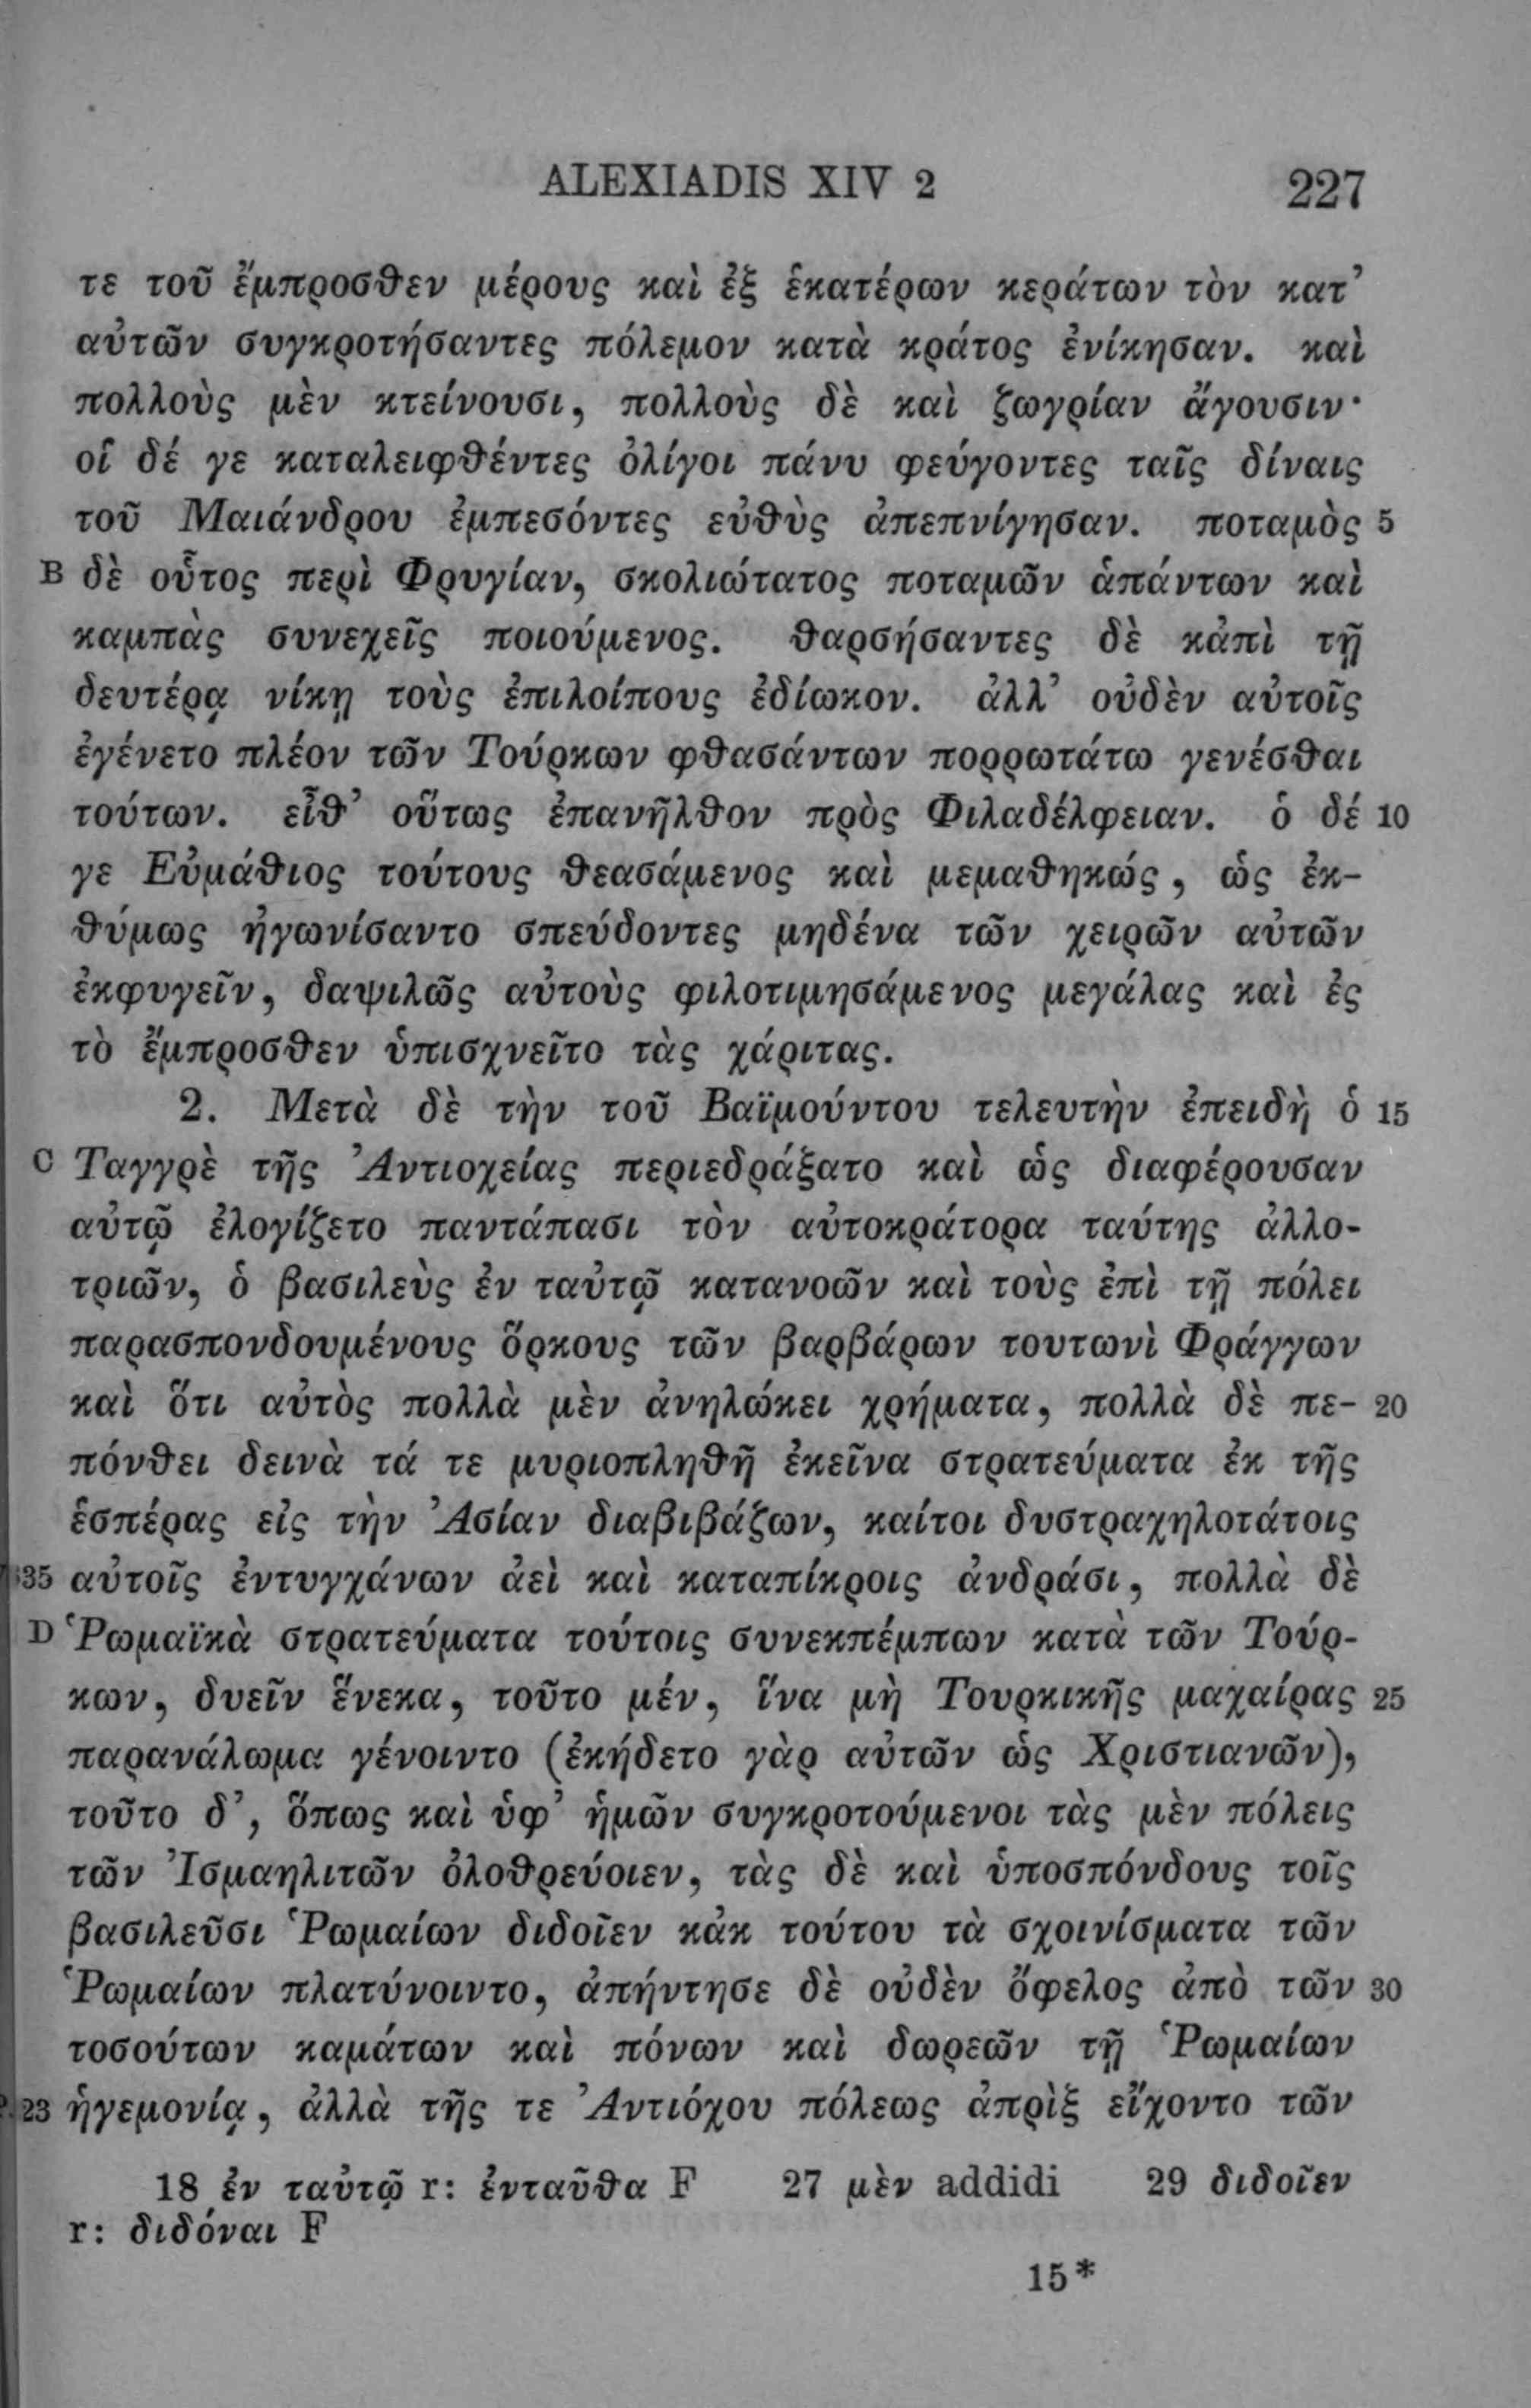 ALEXIADIS XIV 2 227
τε τοῦ ἔμπροσθεν μέρους καὶ ἐξ ἑκατέρων κεράτων τὸν κατ’
αὐτῶν συγκροτήσαντες πόλεμον κατὰ κράτος ἐνίκησαν. καὶ
πολλοὺς μὲν κτείνουσι, πολλοὺς δὲ καὶ ζωγρίαν ἄγουσιν·
οἱ δέ γε καταλειφθέντες ὀλίγοι πάνυ φεύγοντες ταῖς δίναις
τοῦ Μαιάνδρου ἐμπεσόντες εὐθὺς ἀπεπνίγησαν. ποταμὸς 5
B δὲ οὗτος περὶ Φρυγίαν, σκολιώτατος ποταμῶν ἁπάντων καὶ
καμπὰς συνεχεῖς ποιούμενος. θαρσήσαντες δὲ κἀπὶ τῇ
δευτέρᾳ νίκῃ τοὺς ἐπιλοίπους ἐδίωκον. ἀλλ’ οὐδὲν αὐτοῖς
ἐγένετο πλέον τῶν Τούρκων φθασάντων πορρωτάτω γενέσθαι
τούτων. εἶθ’ οὕτως ἐπανῆλθον πρὸς Φιλαδέλφειαν. ὁ δέ 10
γε Εὐμάθιος τούτους θεασάμενος καὶ μεμαθηκώς, ὡς ἐκ-
θύμως ἠγωνίσαντο σπεύδοντες μηδένα τῶν χειρῶν αὐτῶν
ἐκφυγεῖν, δαψιλῶς αὐτοὺς φιλοτιμησάμενος μεγάλας καὶ ἐς
τὸ ἔμπροσθεν ὑπισχνεῖτο τὰς χάριτας.
2. Μετὰ δὲ τὴν τοῦ Βαϊμούντου τελευτὴν ἐπειδὴ ὁ 15
C Ταγγρὲ τῆς Ἀντιοχείας περιεδράξατο καὶ ὡς διαφέρουσαν
αὐτῷ ἐλογίζετο παντάπασι τὸν αὐτοκράτορα ταύτης ἀλλο-
τριῶν, ὁ βασιλεὺς ἐν ταὐτῷ κατανοῶν καὶ τοὺς ἐπὶ τῇ πόλει
παρασπονδουμένους ὅρκους τῶν βαρβάρων τουτωνὶ Φράγγων
καὶ ὅτι αὐτὸς πολλὰ μὲν ἀνηλώκει χρήματα, πολλὰ δὲ πε- 20
πόνθει δεινὰ τά τε μυριοπληθῆ ἐκεῖνα στρατεύματα ἐκ τῆς
ἑσπέρας εἰς τὴν Ἀσίαν διαβιβάζων, καίτοι δυστραχηλοτάτοις
35 αὐτοῖς ἐντυγχάνων ἀεὶ καὶ καταπίκροις ἀνδράσι, πολλὰ δὲ
D Ῥωμαϊκὰ στρατεύματα τούτοις συνεκπέμπων κατὰ τῶν Τούρ-
κων, δυεῖν ἕνεκα, τοῦτο μέν, ἵνα μὴ Τουρκικῆς μαχαίρας 25
παρανάλωμα γένοιντο (ἐκήδετο γὰρ αὐτῶν ὡς Χριστιανῶν),
τοῦτο δ’, ὅπως καὶ ὑφ’ ἡμῶν συγκροτούμενοι τὰς μὲν πόλεις
τῶν Ἰσμαηλιτῶν ὀλοθρεύοιεν, τὰς δὲ καὶ ὑποσπόνδους τοῖς
βασιλεῦσι Ῥωμαίων διδοῖεν κἀκ τούτου τὰ σχοινίσματα τῶν
Ῥωμαίων πλατύνοιντο, ἀπήντησε δὲ οὐδὲν ὄφελος ἀπὸ τῶν 30
τοσούτων καμάτων καὶ πόνων καὶ δωρεῶν τῇ Ῥωμαίων
23 ἡγεμονίᾳ, ἀλλὰ τῆς τε Ἀντιόχου πόλεως ἀπρὶξ εἴχοντο τῶν
18 ἐν ταὐτῷ r: ἐνταῦθα F 27 μὲν addidi 29 διδοῖεν
r: διδόναι F
15*